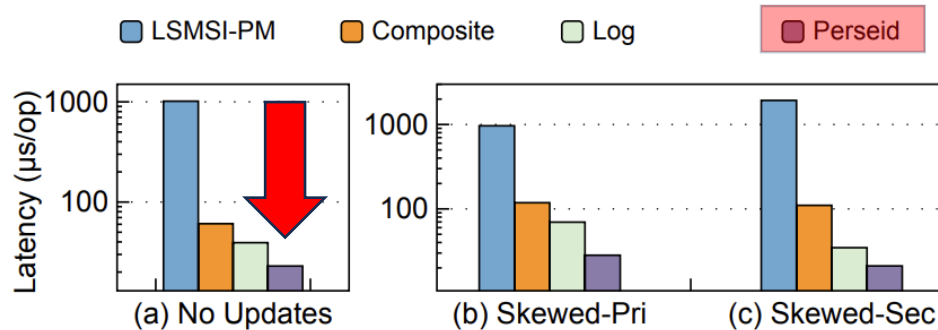 LSMSI-PM Composite Log Perseid
Latency (μs/op)
1000
100
1000
100
(a) No Updates (b) Skewed-Pri (c) Skewed-Sec